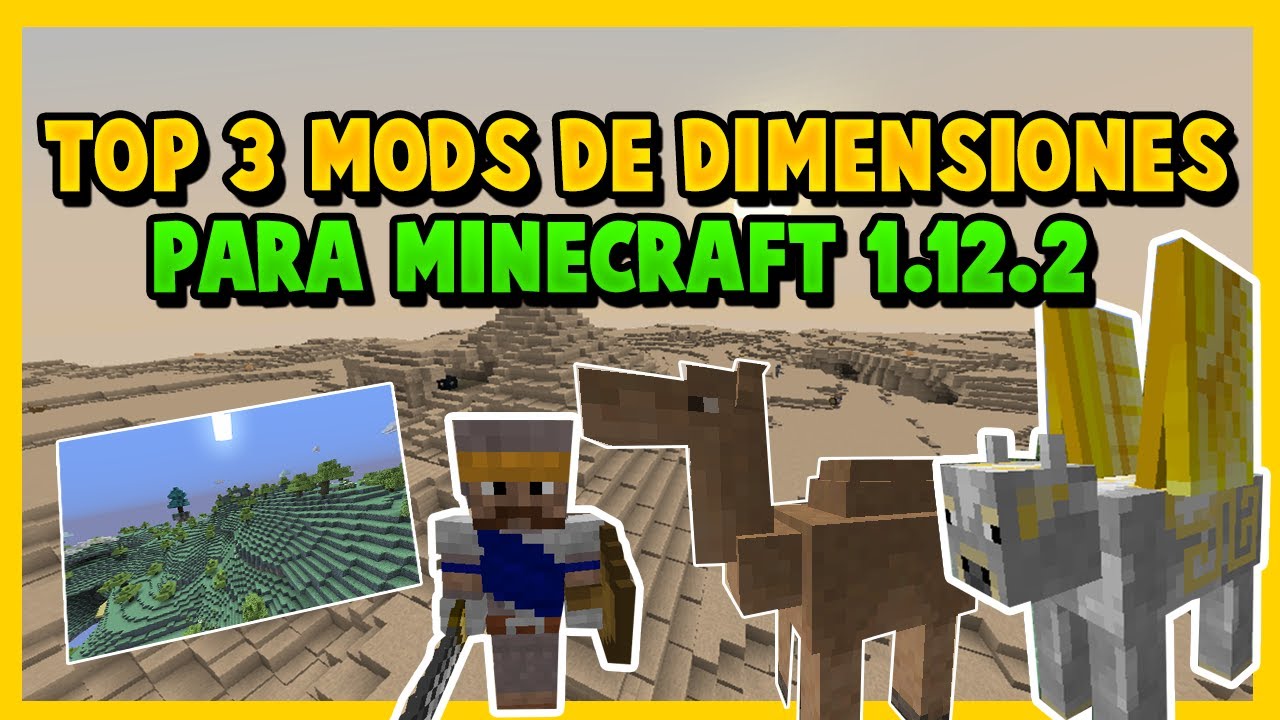 TOP 3 MODS DE DIMENSIONES
PARA MINECRAFT 1.12.2